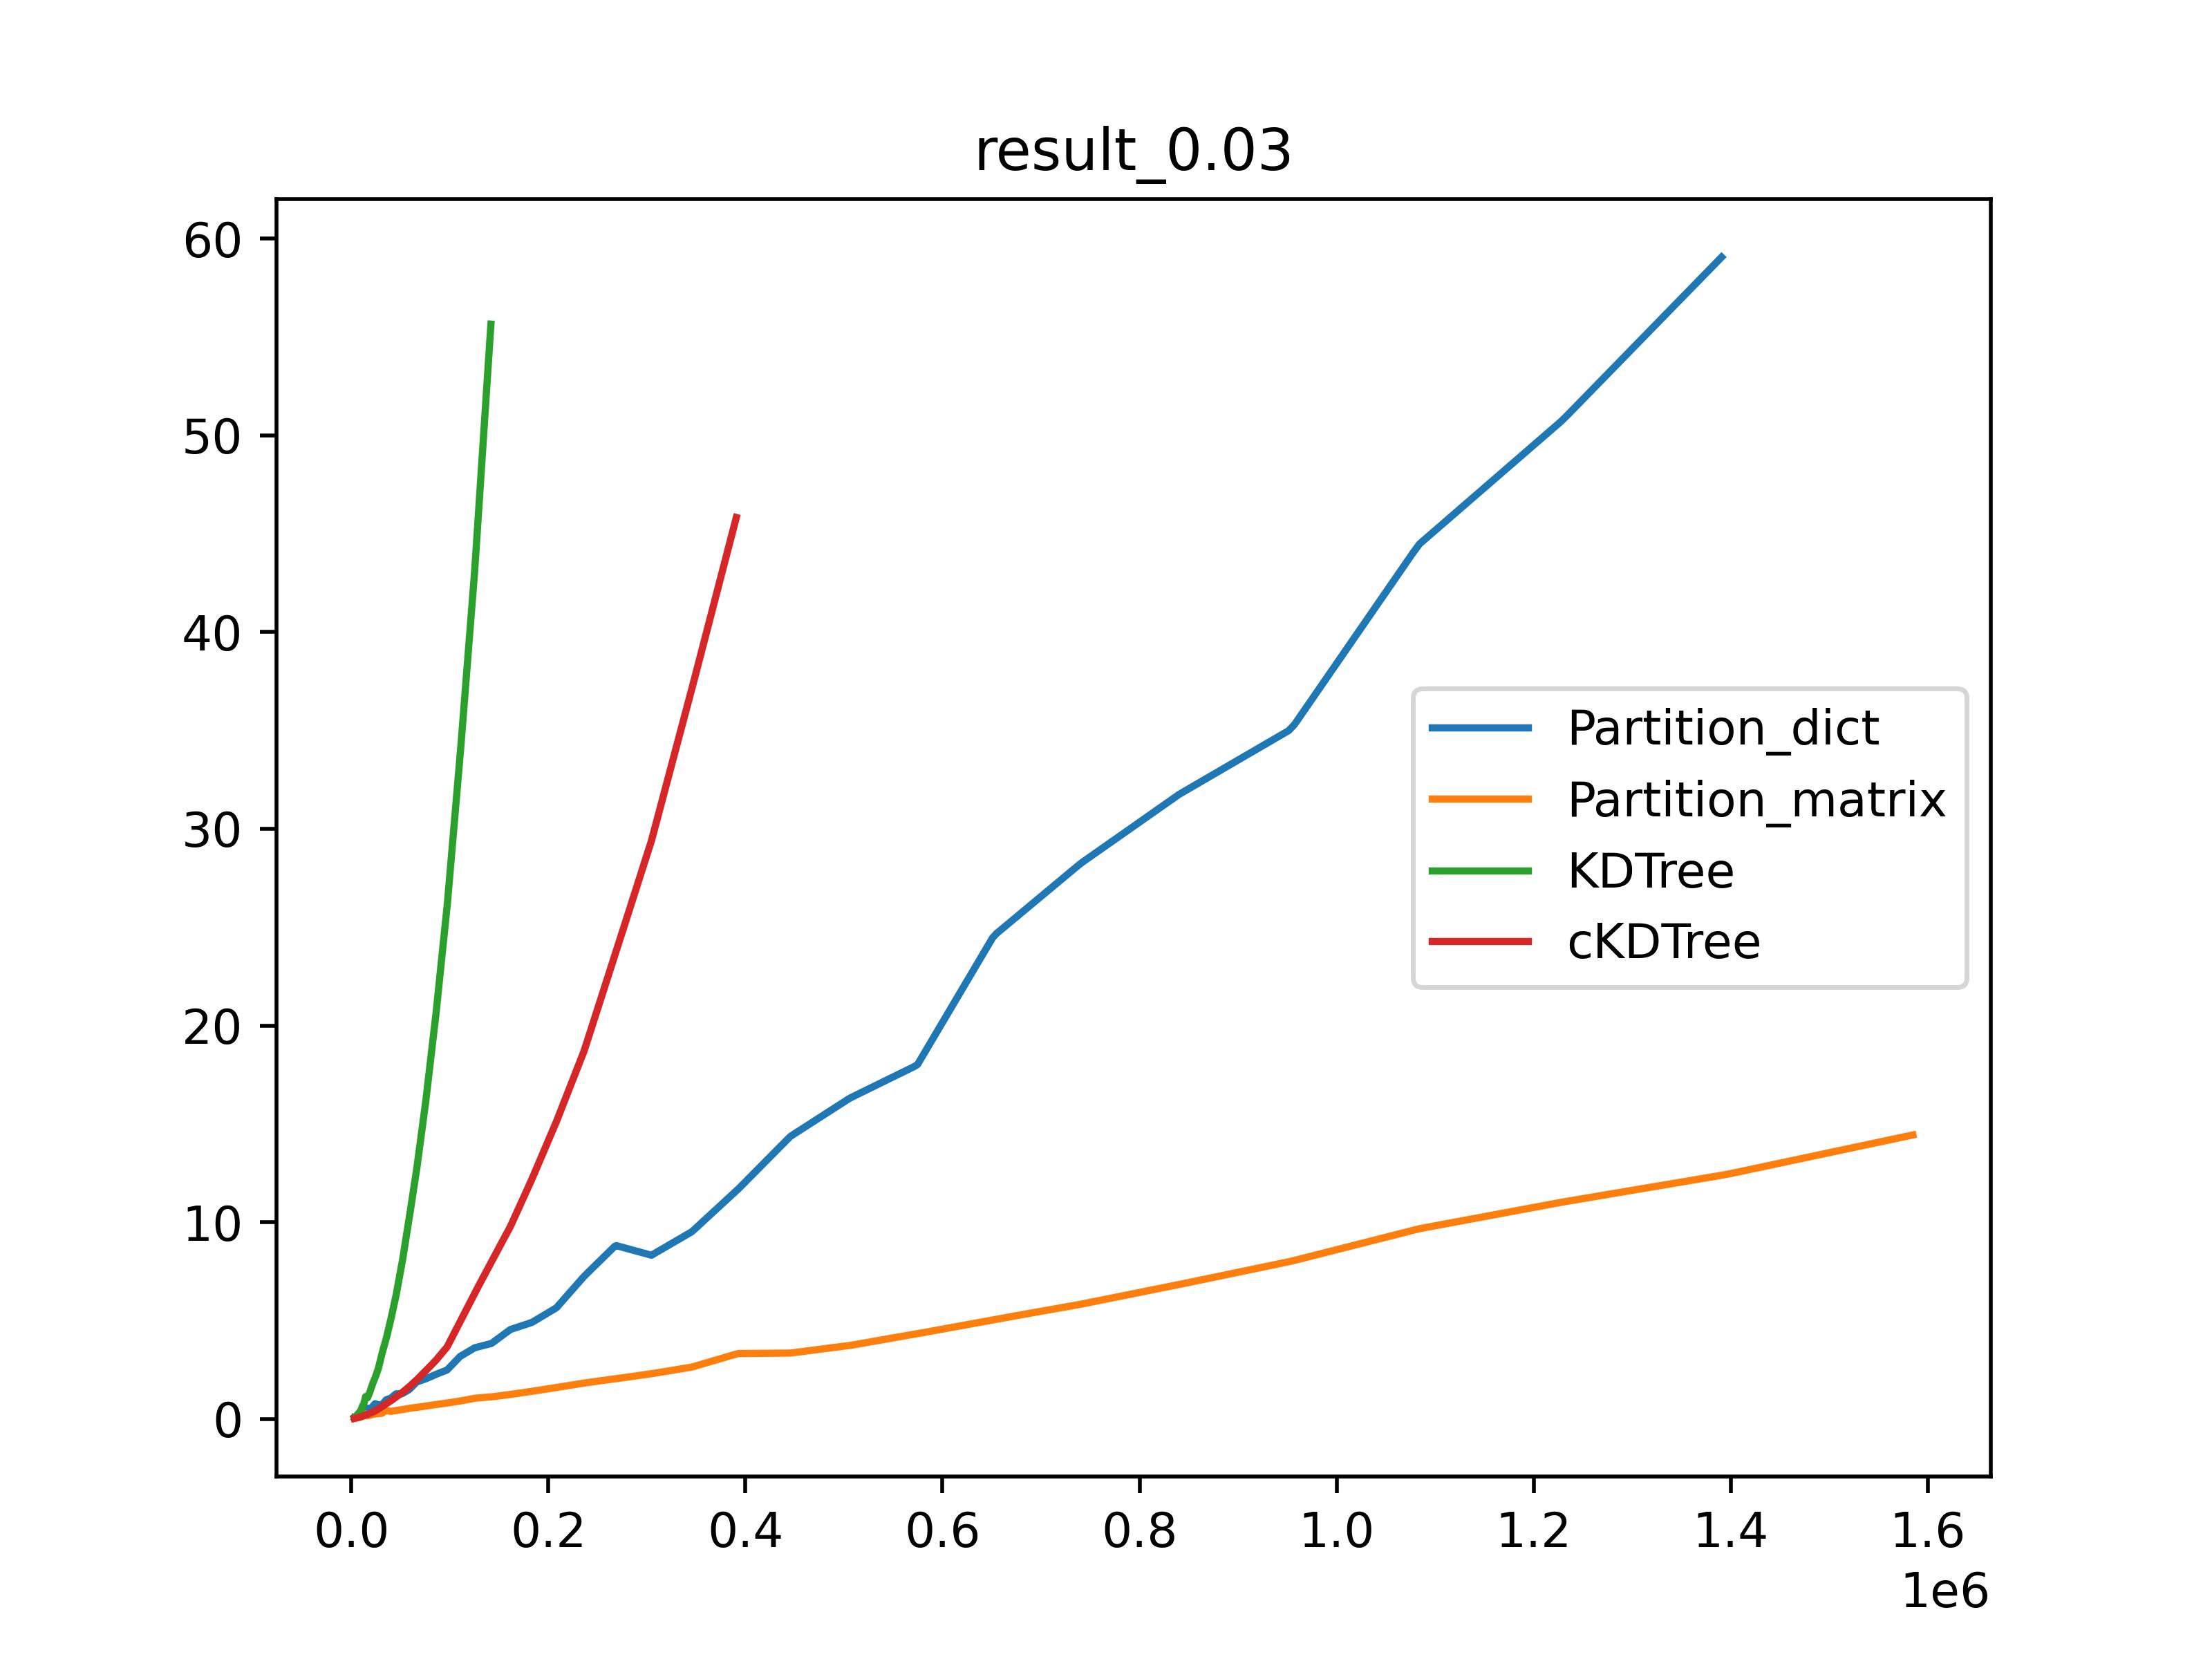 result_0.03
60
50
40
30
20
10
0
Partition_dict
Partition_matrix
KDTree
cKDTree
0.0 0.2 0.4 0.6 0.8 1.0 1.2 1.4 1.6
1e6